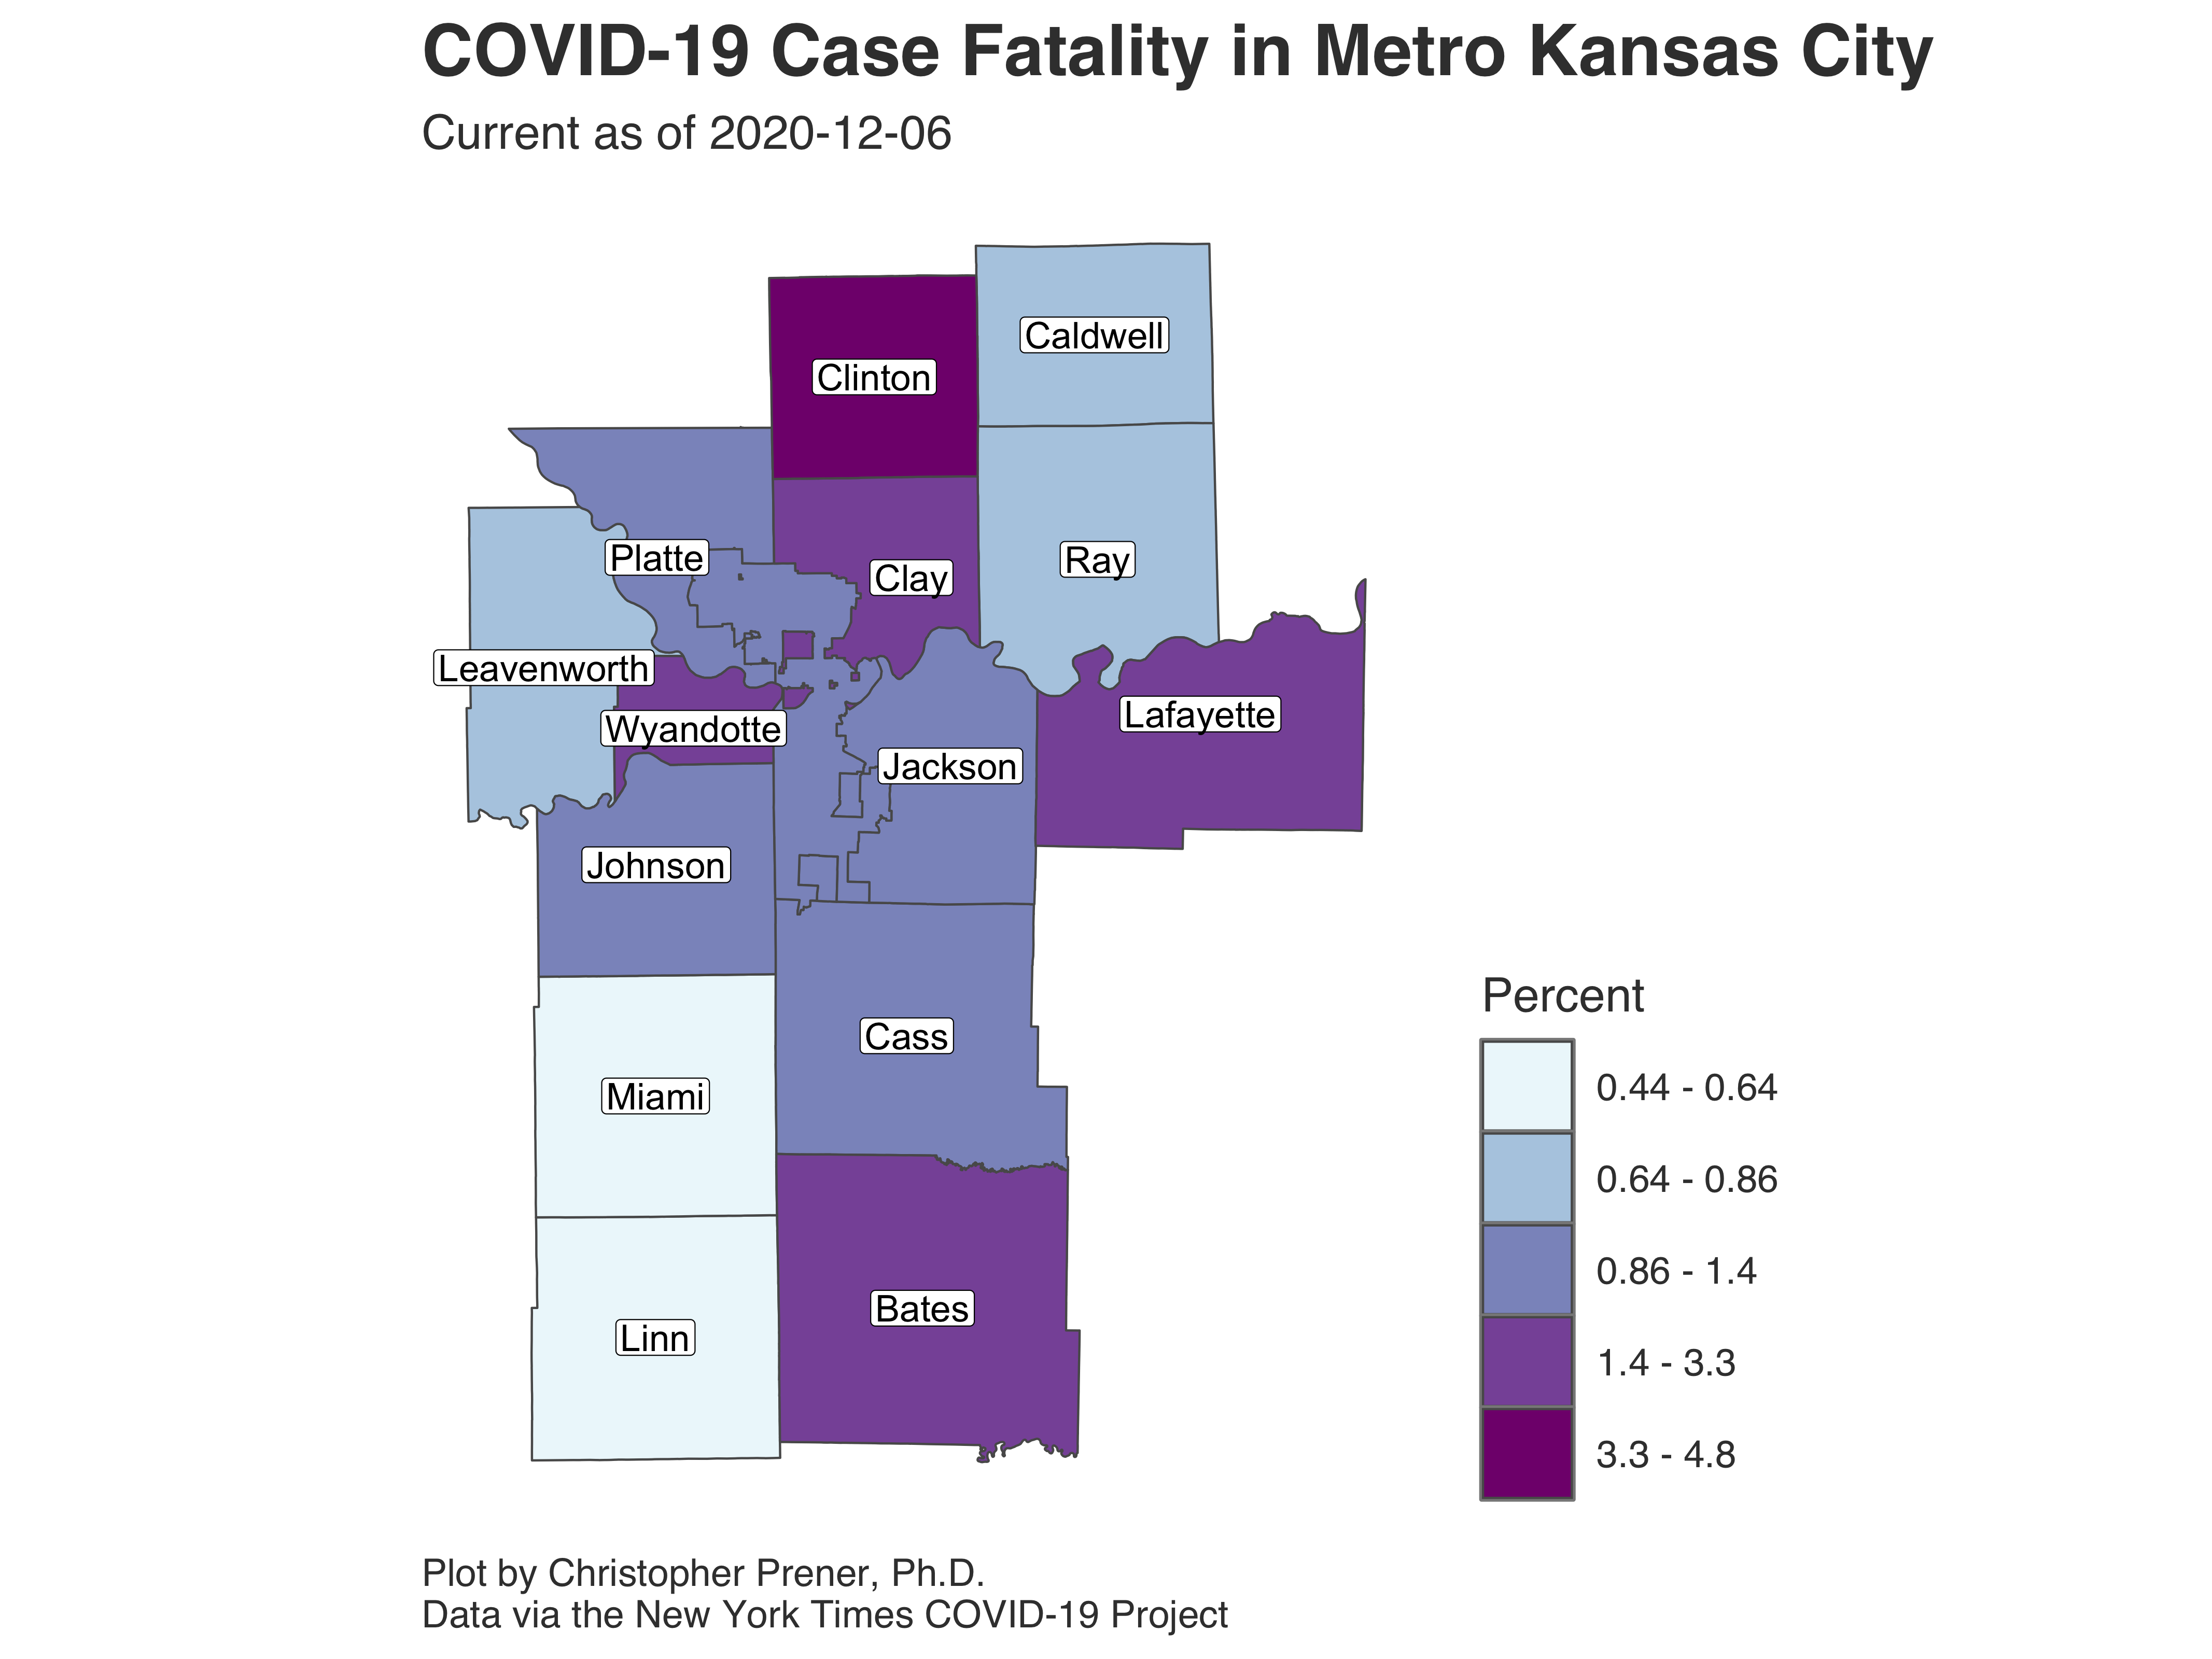 COVID-19 Case Fatality in Metro Kansas City
Current as of 2020-12-06
Caldwell
Clinton
Platte
Clay
Ray
Leavenworth
Wyandotte
Lafayette
Jackson
Johnson
Cass
Miami
Bates
Linn
Percent
0.44 - 0.64
0.64 - 0.86
0.86 - 1.4
1.4 - 3.3
3.3 - 4.8
Plot by Christopher Prener, Ph.D.
Data via the New York Times COVID-19 Project